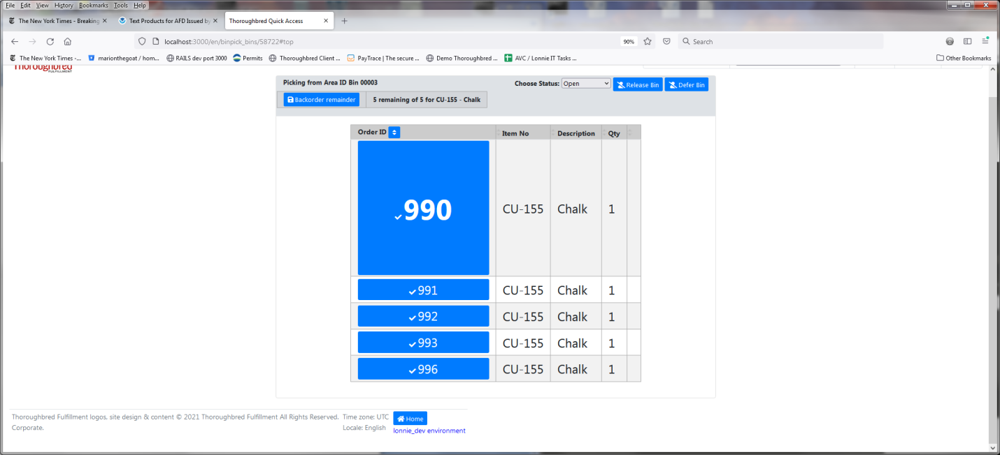 File Edit View History Bookmarks Tools Help
The New York Times - Breaking
Text Products for AFD Issued by
Thoroughbred Quick Access
localhost:3000/en/binpick_bins/58722#top
90%
Search
The New York Times -...
marionthegoat / hom...
RAILS dev port 3000
Permits
Thoroughbred Client ...
PayTrace | The secure ...
Demo Thoroughbred ...
AVC / Lonnie IT Tasks ...
Other Bookmarks
Thoroughbred
FULFILLMENT
Picking from Area ID Bin 00003
Choose Status: Open
Release Bin
Defer Bin
Backorder remainder
5 remaining of 5 for CU-155 - Chalk
Order ID Item No Description Qty
990 CU-155 Chalk 1
991 CU-155 Chalk 1
992 CU-155 Chalk 1
993 CU-155 Chalk 1
996 CU-155 Chalk 1
Thoroughbred Fulfillment logos, site design & content © 2021 Thoroughbred Fulfillment All Rights Reserved.
Corporate.
Time zone: UTC
Locale: English
Home
lonnie_dev environment